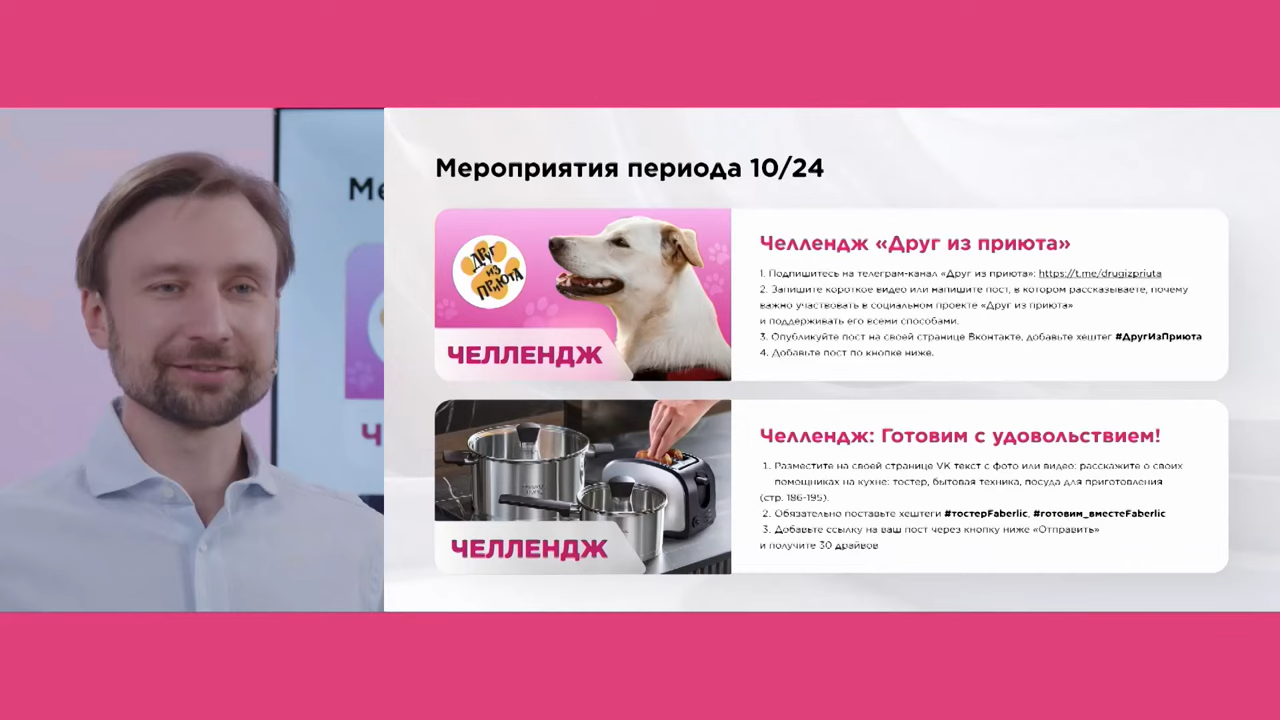 Ме
Ч
Мероприятия периода 10/24
ДРУГ
ИЗ
ПРИЮТА
ЧЕЛЛЕНДЖ
Челлендж «Друг из приюта»
1. Подпишитесь на телеграм-канал «Друг из приюта»: https://t.me/drugizpriuta
2. Запишите короткое видео или напишите пост, в котором рассказываете, почему
важно участвовать в социальном проекте «Друг из приюта»
и поддерживать его всеми способами.
3. Опубликуйте пост на своей странице Вконтакте, добавьте хештег #ДругИзПриюта
4. Добавьте пост по кнопке ниже.
ЧЕЛЛЕНДЖ
Челлендж: Готовим с удовольствием!
1. Разместите на своей странице VK текст с фото или видео: расскажите о своих
помощниках на кухне: тостер, бытовая техника, посуда для приготовления
(стр. 186-195).
2. Обязательно поставьте хештеги #тостерFaberlic, #готовим_вместеFaberlic
3. Добавьте ссылку на ваш пост через кнопку ниже «Отправить»
и получите 30 драйвов